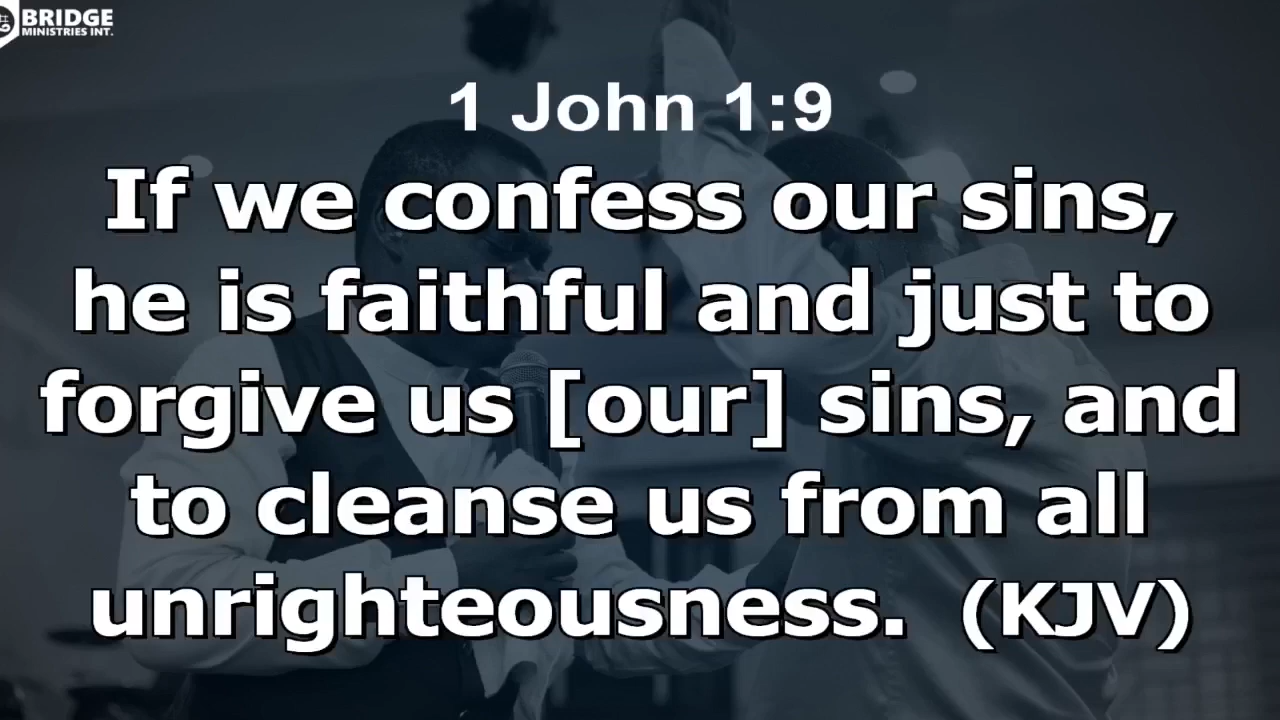 BRIDGE
MINISTRIES INT.
1 John 1:9
If we confess our sins,
he is faithful and just to
forgive us [our] sins, and
to cleanse us from all
unrighteousness.  (KJV)